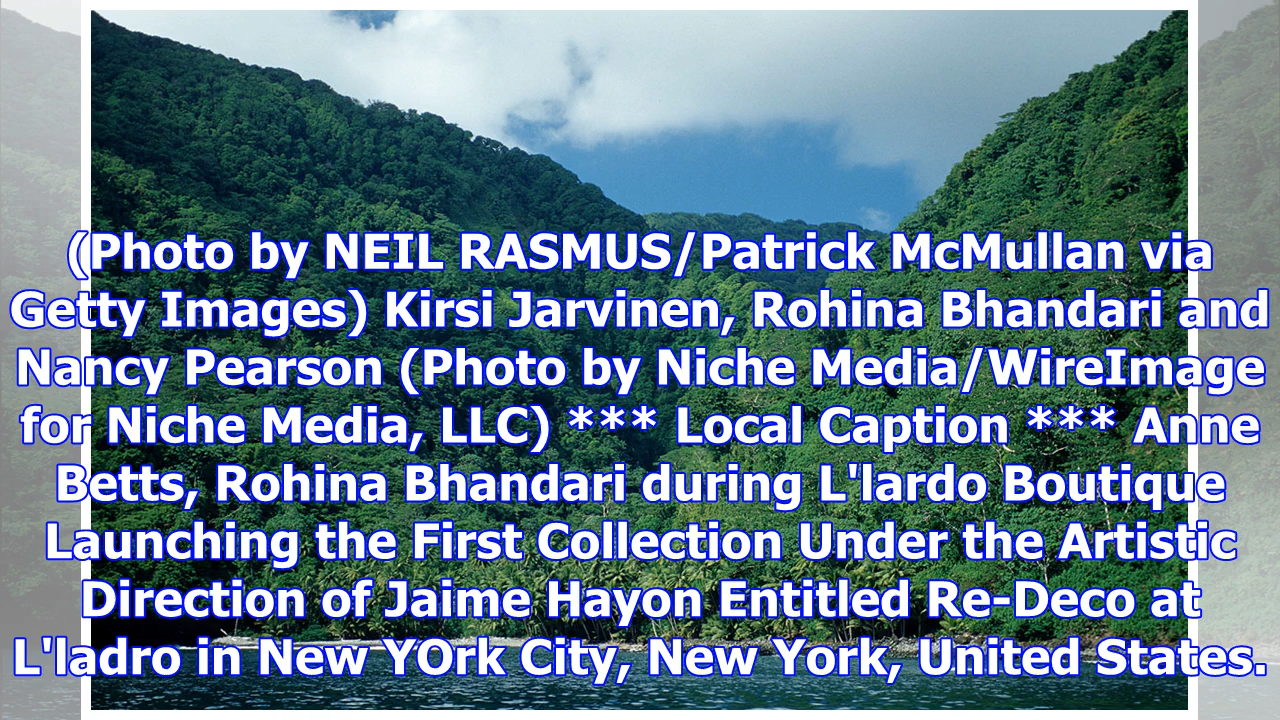 (Photo by NEIL RASMUS/Patrick McMullan via
Getty Images) Kirsi Jarvinen, Rohina Bhandari and
Nancy Pearson (Photo by Niche Media/WireImage
for Niche Media, LLC) *** Local Caption *** Anne
Betts, Rohina Bhandari during L'lardo Boutique
Launching the First Collection Under the Artistic
Direction of Jaime Hayon Entitled Re-Deco at
L'ladro in New YOrk City, New York, United States.